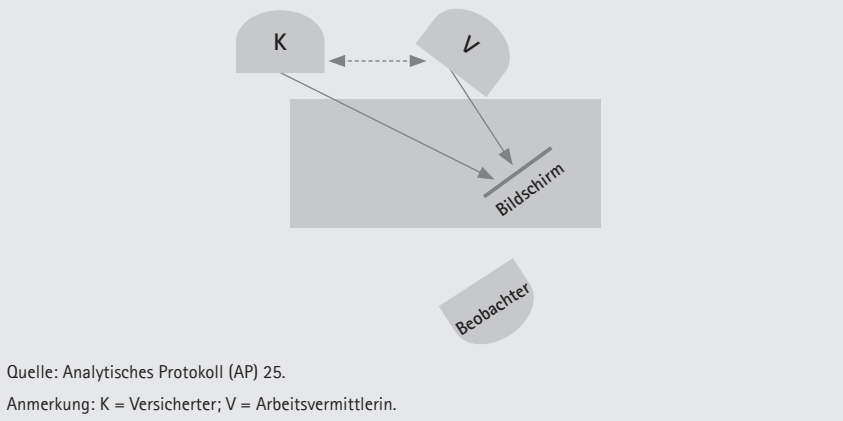 K
V
Bildschirm
Beobachter
Quelle: Analytisches Protokoll (AP) 25.
Anmerkung: K = Versicherter; V = Arbeitsvermittlerin.